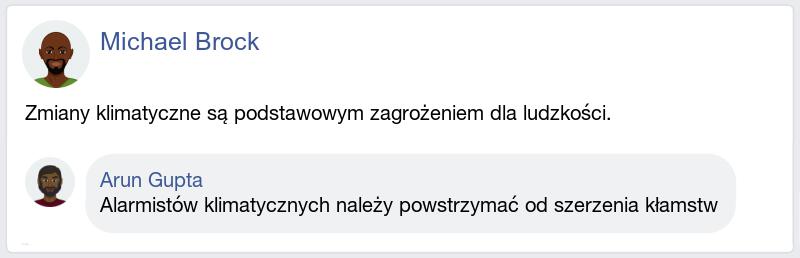 Michael Brock
Zmiany klimatyczne są podstawowym zagrożeniem dla ludzkości.
Arun Gupta
Alarmistów klimatycznych należy powstrzymać od szerzenia kłamstw